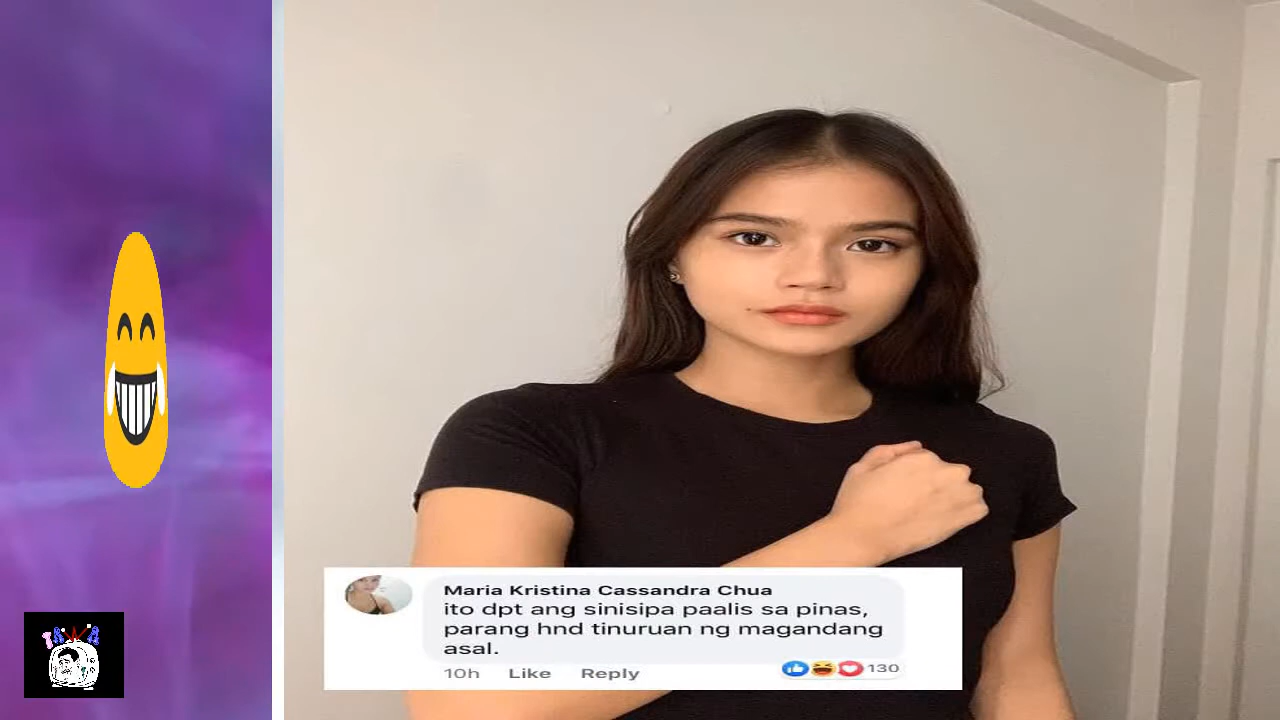 TAWA
Maria Kristina Cassandra Chua
ito dpt ang sinisipa paalis sa pinas,
parang hnd tinuruan ng magandang
asal.
10h Like Reply 130